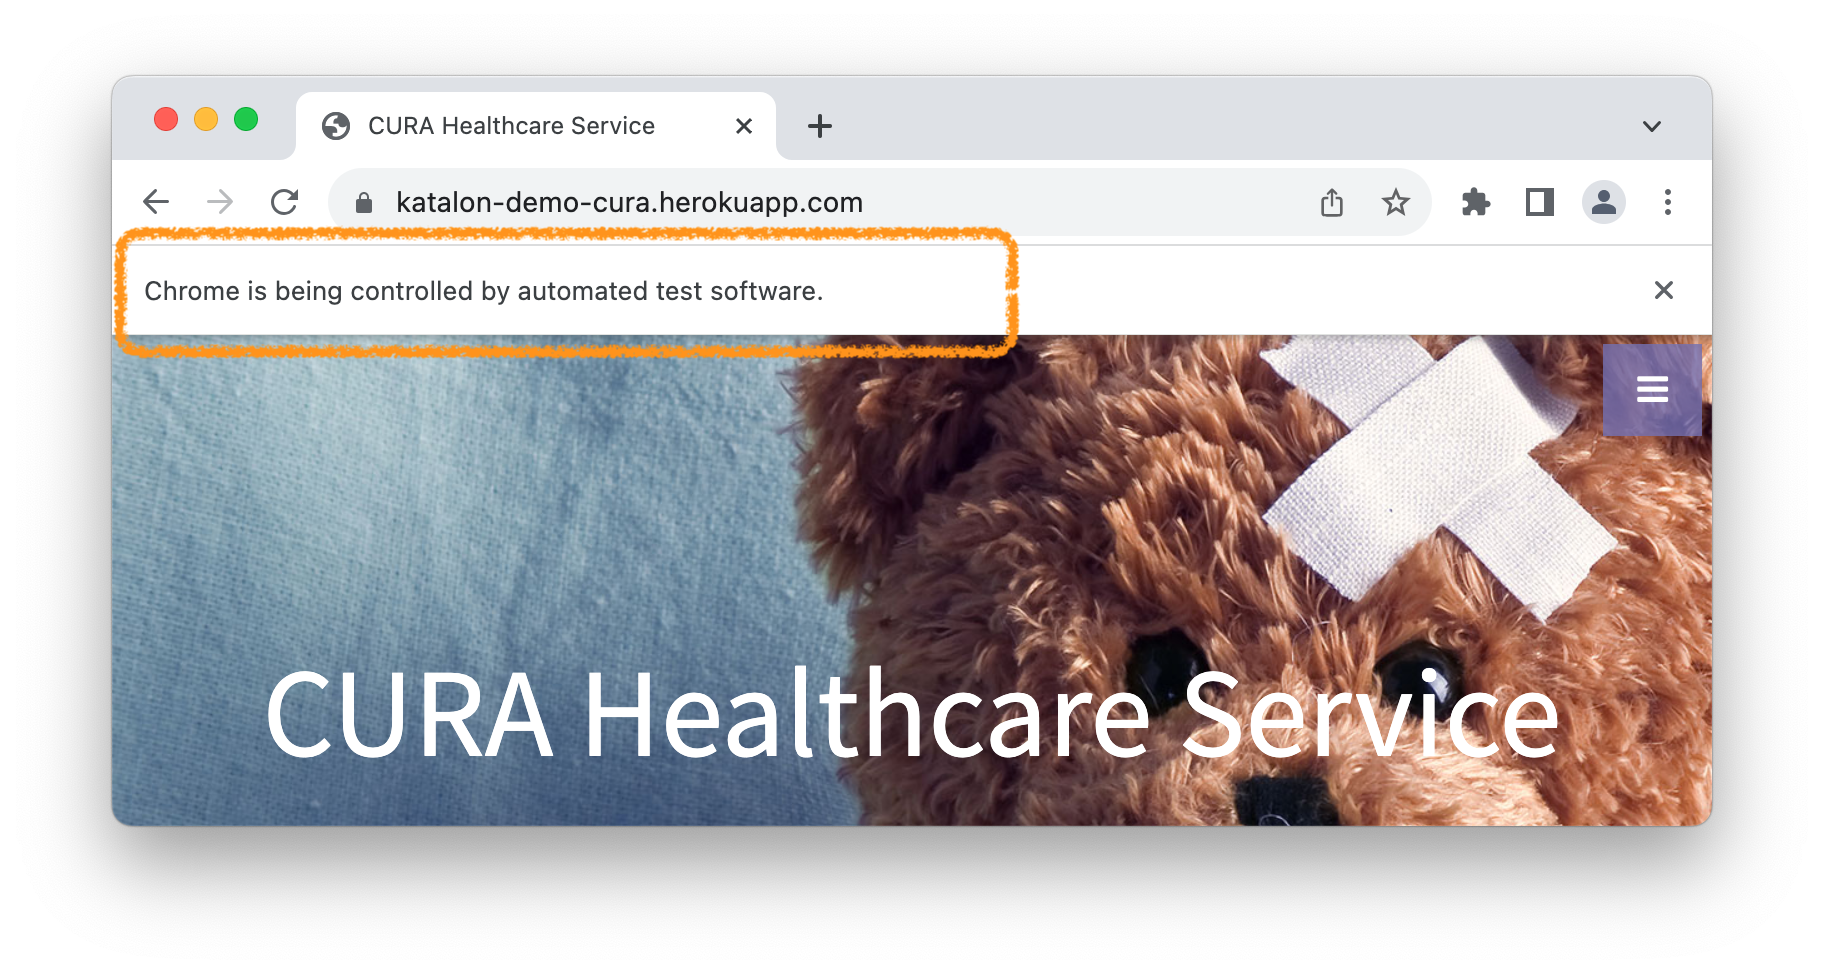 CURA Healthcare Service
katalon-demo-cura.herokuapp.com
Chrome is being controlled by automated test software.
CURA Healthcare Service